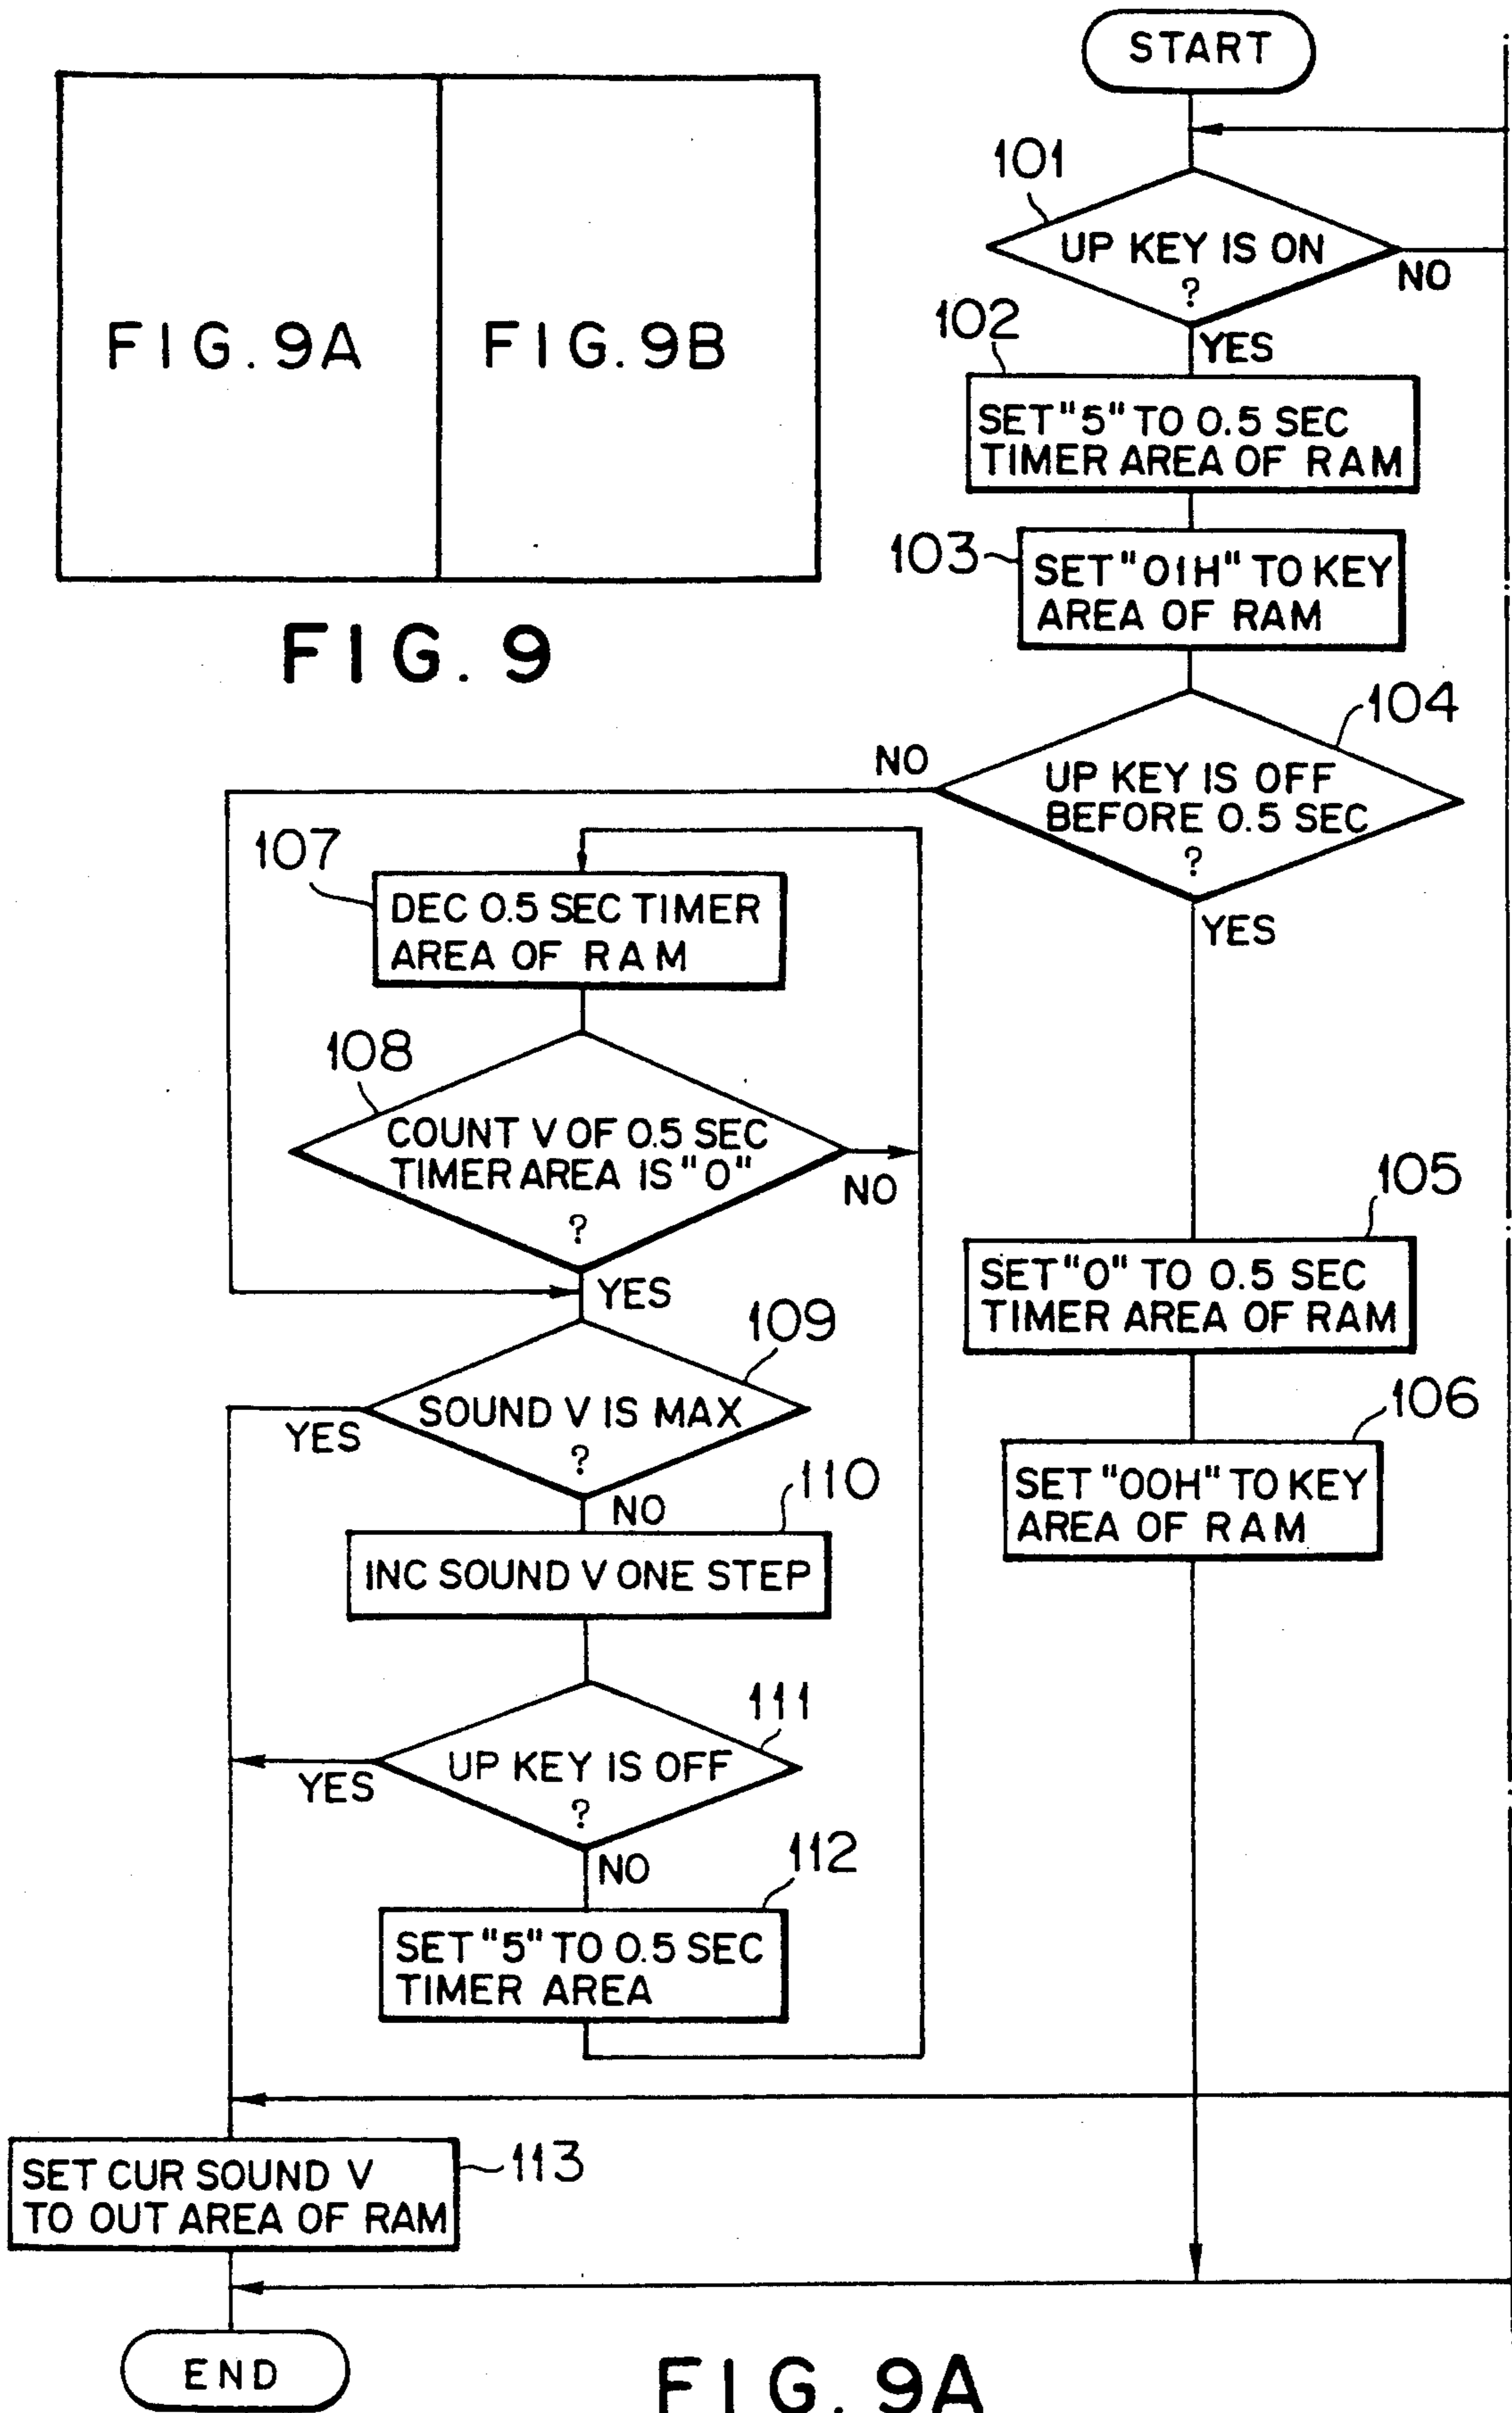 FIG. 9A
FIG. 9B
FIG. 9
START
101
UP KEY IS ON
?
NO
YES
102
SET "5" TO 0.5 SEC
TIMER AREA OF RAM
103
SET "01H" TO KEY
AREA OF RAM
104
UP KEY IS OFF
BEFORE 0.5 SEC
?
NO
YES
105
SET "0" TO 0.5 SEC
TIMER AREA OF RAM
106
SET "00H" TO KEY
AREA OF RAM
107
DEC 0.5 SEC TIMER
AREA OF RAM
108
COUNT V OF 0.5 SEC
TIMER AREA IS "0"
?
NO
YES
109
SOUND V IS MAX
?
YES
NO
110
INC SOUND V ONE STEP
111
UP KEY IS OFF
?
YES
NO
112
SET "5" TO 0.5 SEC
TIMER AREA
113
SET CUR SOUND V
TO OUT AREA OF RAM
END
FIG. 9A